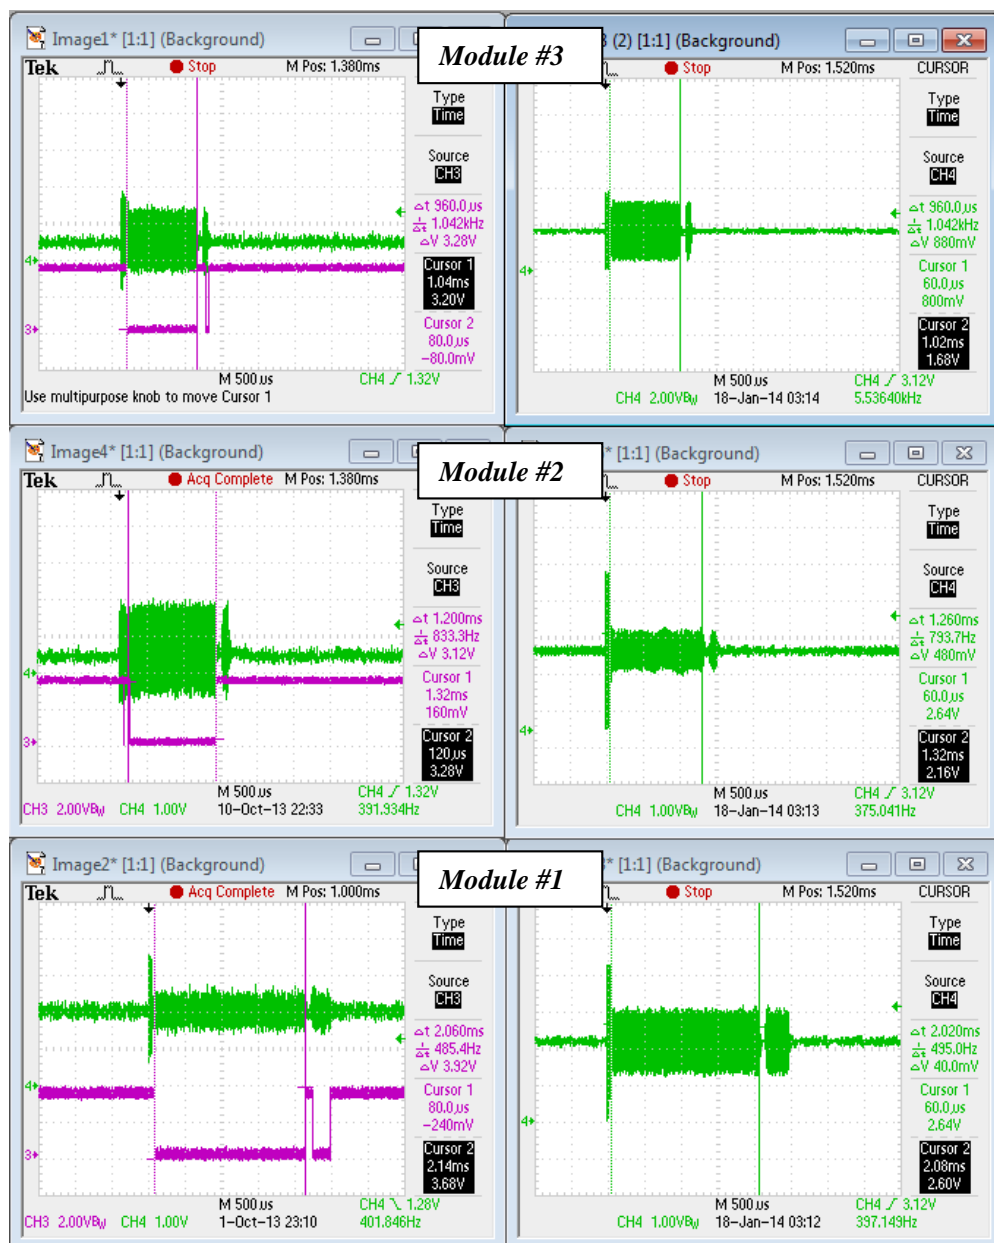 Image1* [1:1] (Background)
Module #3
(2) [1:1] (Background)
Tek Stop M Pos: 1.380ms
Type
Time
Source
CH3
Δt 960.0µs
1/Δt 1.042kHz
ΔV 3.28V
Cursor 1
1.04ms
3.20V
Cursor 2
80.0µs
-80.0mV
4
3
M 500µs CH4 1.32V
Use multipurpose knob to move Cursor 1
Stop M Pos: 1.520ms CURSOR
Type
Time
Source
CH4
Δt 960.0µs
1/Δt 1.042kHz
ΔV 880mV
Cursor 1
60.0µs
800mV
Cursor 2
1.02ms
1.68V
4
M 500µs CH4 3.12V
CH4 2.00VBW 18-Jan-14 03:14 5.53640kHz
Image4* [1:1] (Background)
Module #2
* [1:1] (Background)
Tek Acq Complete M Pos: 1.380ms
Type
Time
Source
CH3
Δt 1.200ms
1/Δt 833.3Hz
ΔV 3.12V
Cursor 1
1.32ms
160mV
Cursor 2
120µs
3.28V
4
3
M 500µs CH4 1.32V
CH3 2.00VBW CH4 1.00V 10-Oct-13 22:33 391.934Hz
Stop M Pos: 1.520ms CURSOR
Type
Time
Source
CH4
Δt 1.260ms
1/Δt 793.7Hz
ΔV 480mV
Cursor 1
60.0µs
2.64V
Cursor 2
1.32ms
2.16V
4
M 500µs CH4 3.12V
CH4 1.00VBW 18-Jan-14 03:13 375.041Hz
Image2* [1:1] (Background)
Module #1
* [1:1] (Background)
Tek Acq Complete M Pos: 1.000ms
Type
Time
Source
CH3
Δt 2.060ms
1/Δt 485.4Hz
ΔV 3.92V
Cursor 1
80.0µs
-240mV
Cursor 2
2.14ms
3.68V
4
3
M 500µs CH4 1.28V
CH3 2.00VBW CH4 1.00V 1-Oct-13 23:10 401.846Hz
Stop M Pos: 1.520ms CURSOR
Type
Time
Source
CH4
Δt 2.020ms
1/Δt 495.0Hz
ΔV 40.0mV
Cursor 1
60.0µs
2.64V
Cursor 2
2.08ms
2.60V
4
M 500µs CH4 3.12V
CH4 1.00VBW 18-Jan-14 03:12 397.149Hz